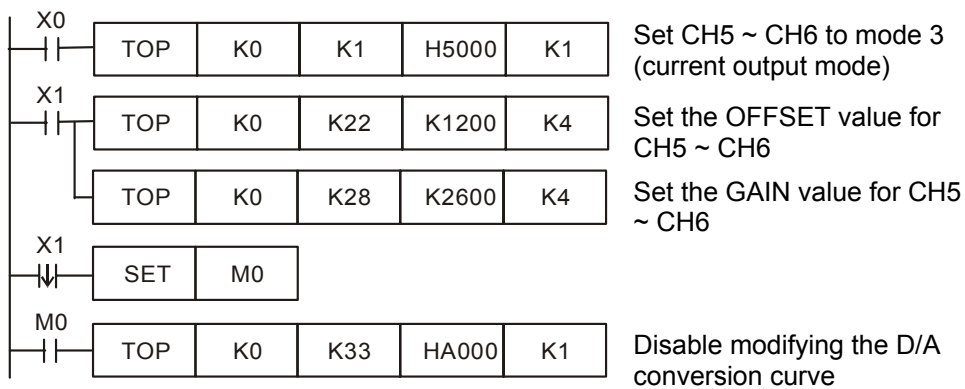 X0
TOP K0 K1 H5000 K1
Set CH5 ~ CH6 to mode 3
(current output mode)
X1
TOP K0 K22 K1200 K4
Set the OFFSET value for
CH5 ~ CH6
TOP K0 K28 K2600 K4
Set the GAIN value for CH5
~ CH6
X1
SET M0
M0
TOP K0 K33 HA000 K1
Disable modifying the D/A
conversion curve